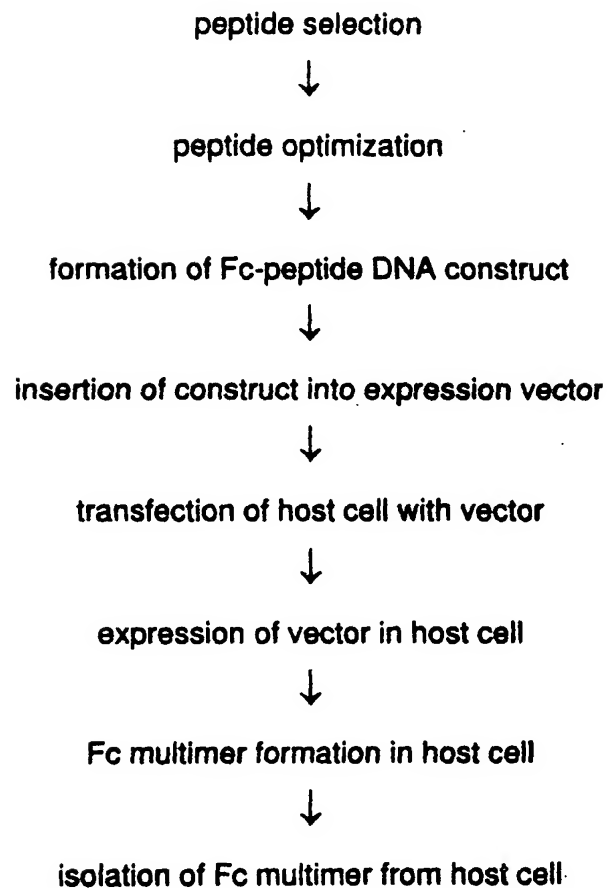 peptide selection
↓
peptide optimization
↓
formation of Fc-peptide DNA construct
↓
insertion of construct into expression vector
↓
transfection of host cell with vector
↓
expression of vector in host cell
↓
Fc multimer formation in host cell
↓
isolation of Fc multimer from host cell